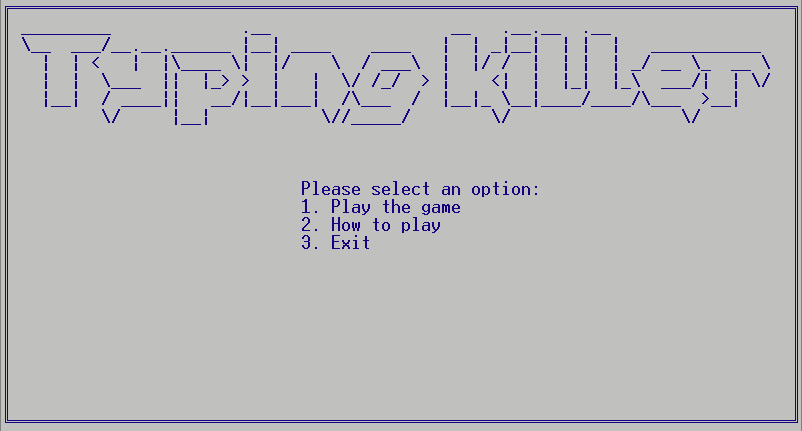 Typing Killer
Please select an option:
1. Play the game
2. How to play
3. Exit